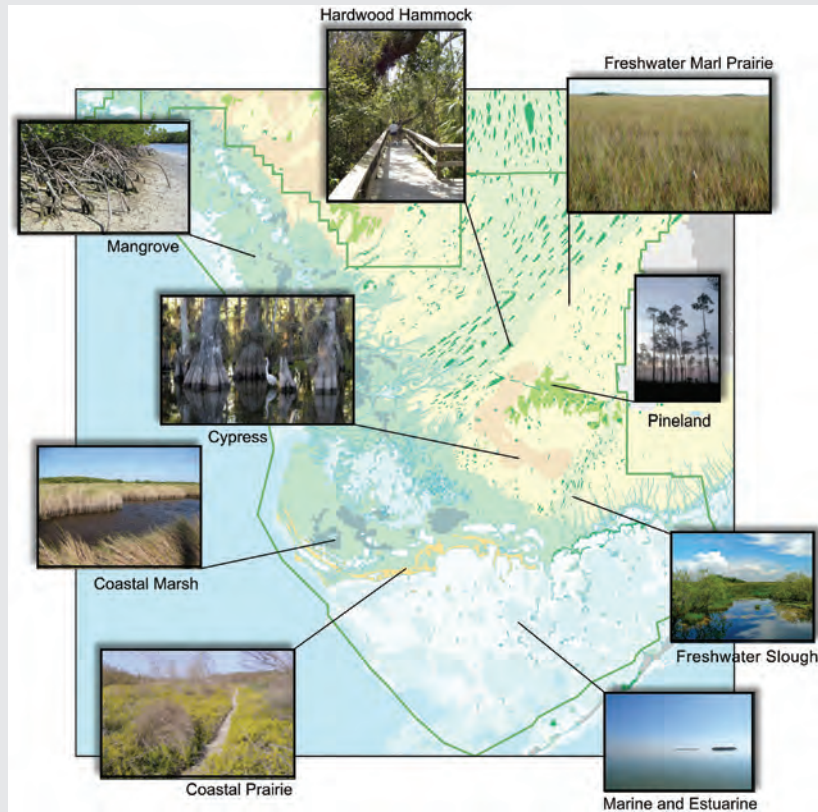 Hardwood Hammock
Freshwater Marl Prairie
Mangrove
Cypress
Pineland
Coastal Marsh
Freshwater Slough
Coastal Prairie
Marine and Estuarine